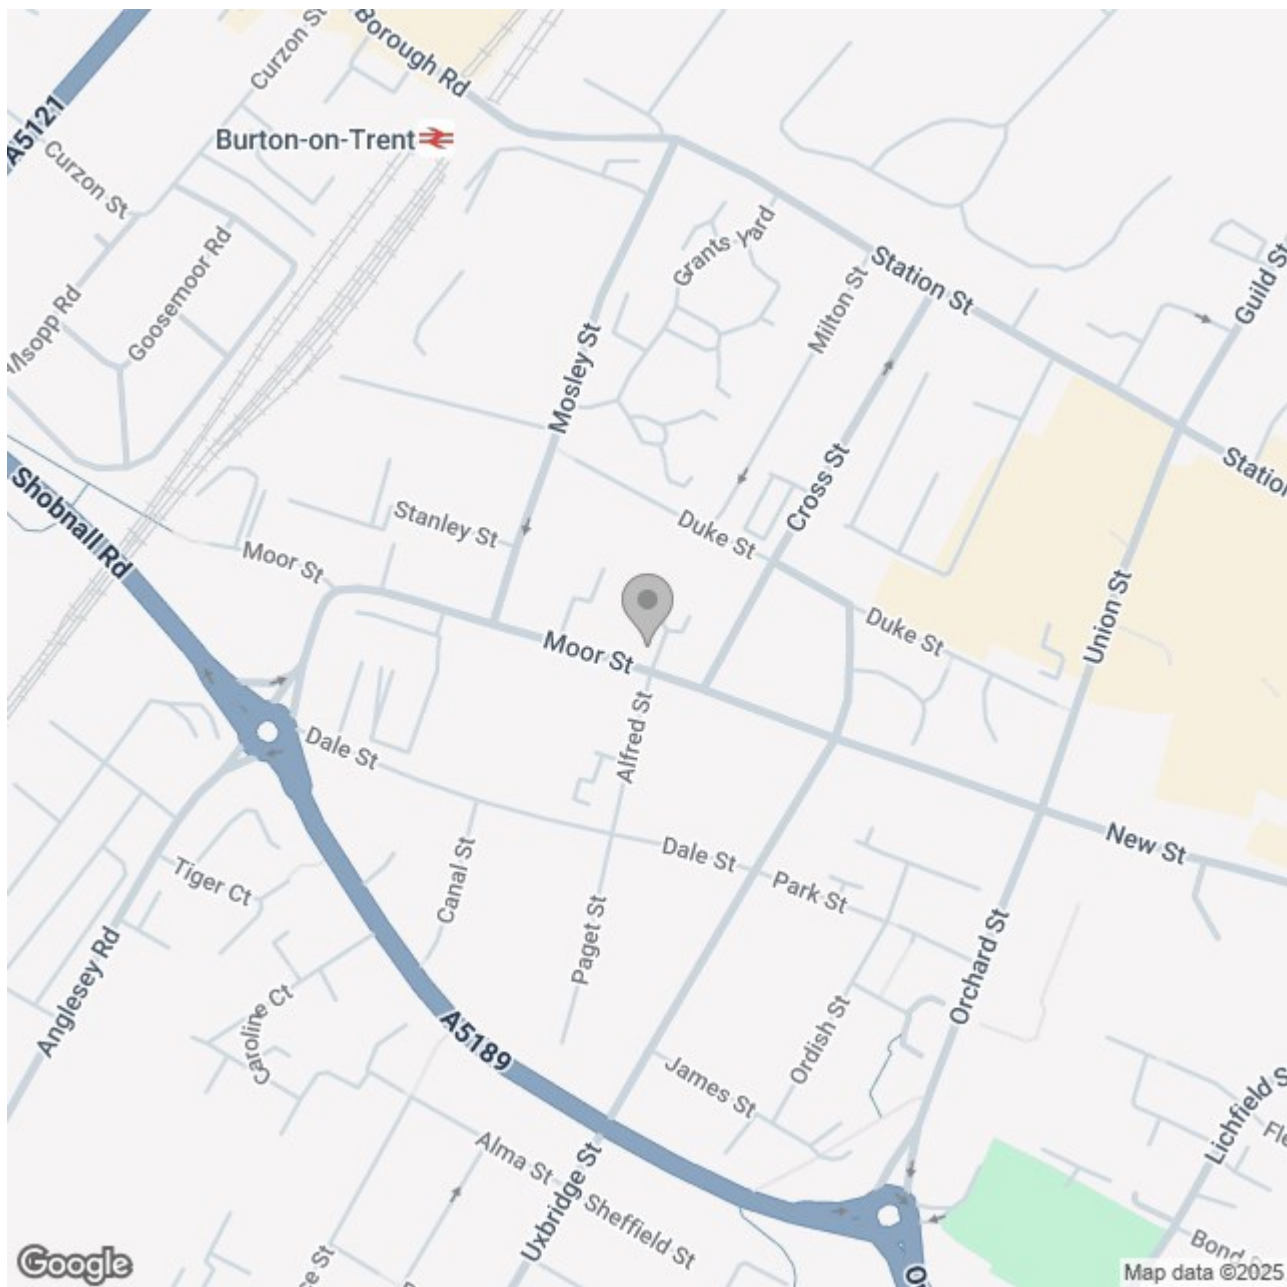 Borough Rd
Curzon St
A5121
Burton-on-Trent
Curzon St
Grants Yard
Goosemoor Rd
Station St
Guild St
Milton St
Mosley St
Cross St
Station
Shobnall Rd
Stanley St
Duke St
Moor St
Union St
Duke St
Moor St
Alfred St
Dale St
New St
Dale St
Park St
Tiger Ct
Canal St
Paget St
Orchard St
Anglesey Rd
Caroline Ct
A5189
Ordish St
James St
Lichfield S
Alma St
Sheffield St
Uxbridge St
Bond
Google
Map data ©2025